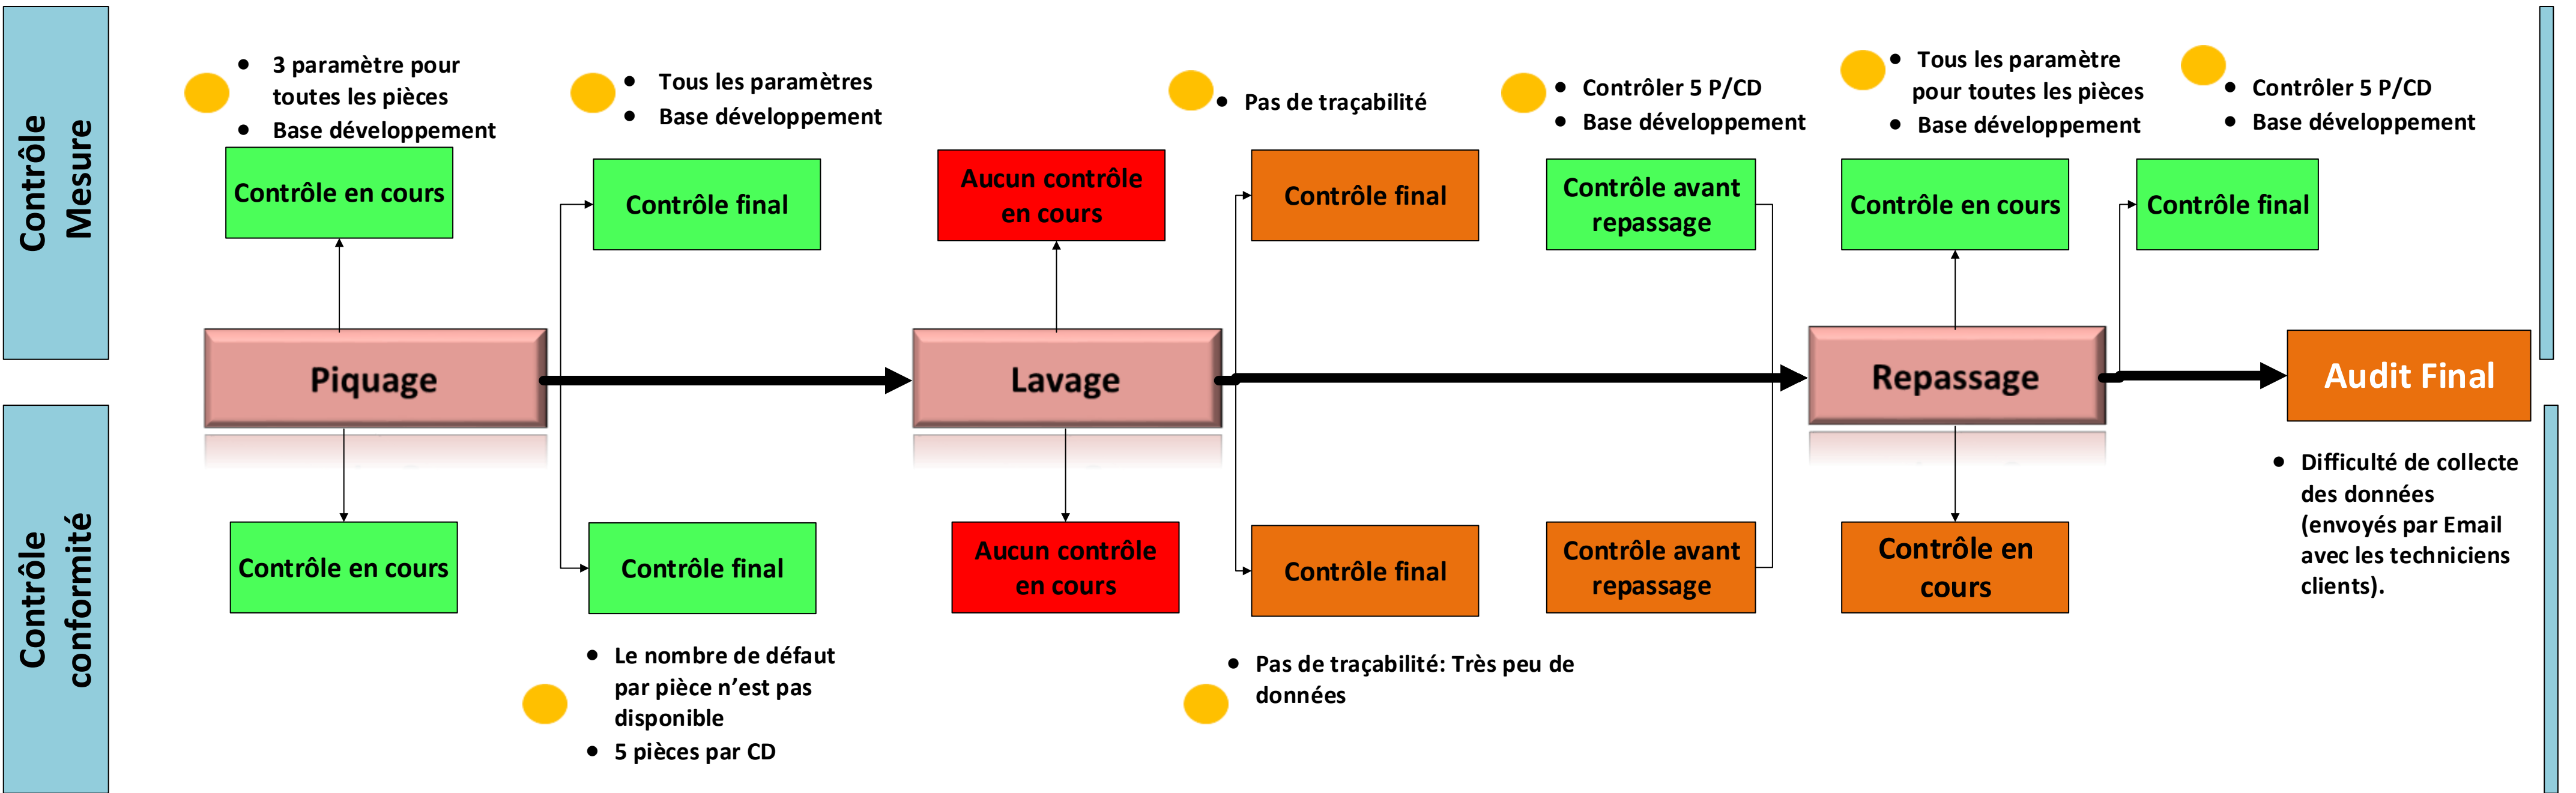 Contrôle
Mesure
• 3 paramètre pour
toutes les pièces
• Base développement
• Tous les paramètres
• Base développement
• Pas de traçabilité
• Contrôler 5 P/CD
• Base développement
• Tous les paramètre
pour toutes les pièces
• Base développement
• Contrôler 5 P/CD
• Base développement
Contrôle en cours
Contrôle final
Aucun contrôle
en cours
Contrôle final
Contrôle avant
repassage
Contrôle en cours
Contrôle final
Piquage
Lavage
Repassage
Audit Final
Contrôle
conformité
Contrôle en cours
Contrôle final
Aucun contrôle
en cours
Contrôle final
Contrôle avant
repassage
Contrôle en
cours
• Difficulté de collecte
des données
(envoyés par Email
avec les techniciens
clients).
• Le nombre de défaut
par pièce n’est pas
disponible
• 5 pièces par CD
• Pas de traçabilité: Très peu de
données